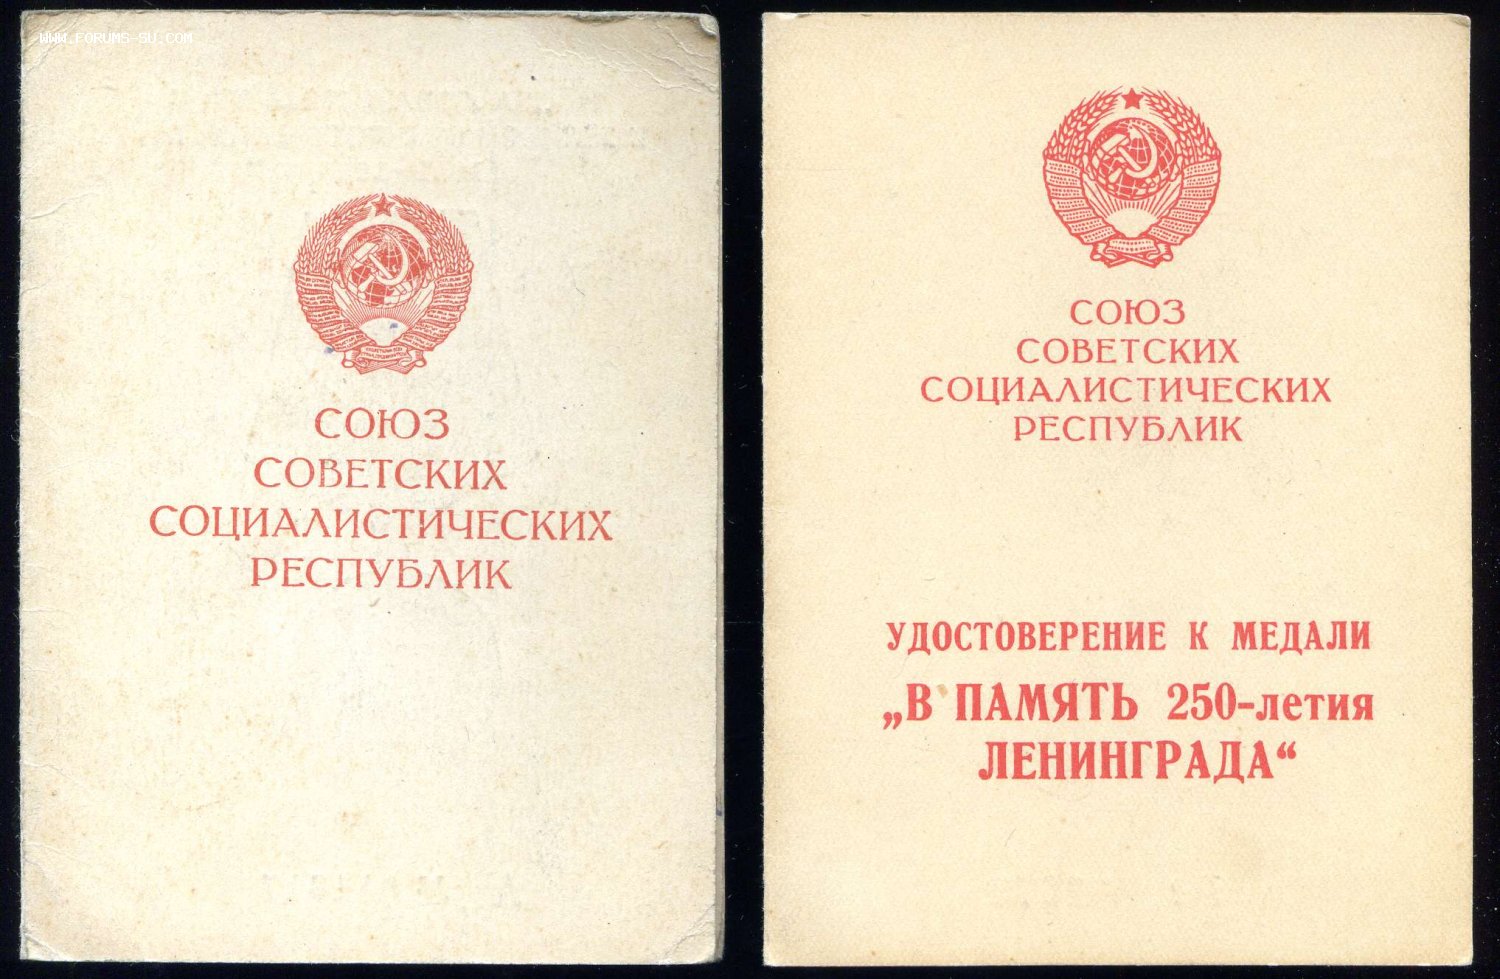 WWW.FORUMS-SU.COM
СОЮЗ
СОВЕТСКИХ
СОЦИАЛИСТИЧЕСКИХ
РЕСПУБЛИК
СОЮЗ
СОВЕТСКИХ
СОЦИАЛИСТИЧЕСКИХ
РЕСПУБЛИК
УДОСТОВЕРЕНИЕ К МЕДАЛИ
„В ПАМЯТЬ 250-летия
ЛЕНИНГРАДА“